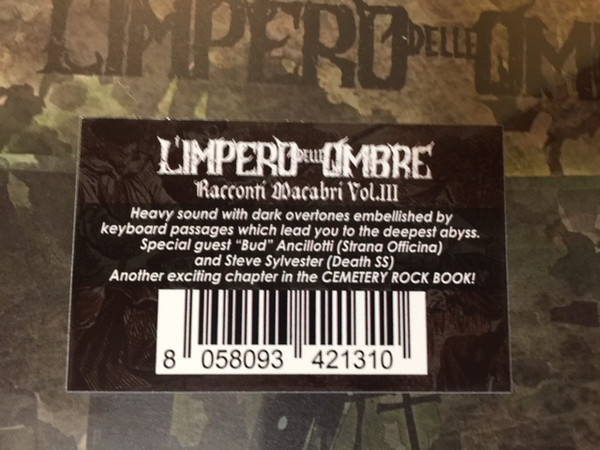 L'IMPERO DELLE OM
L'IMPERO DELLE OMBRE
Racconti Macabri Vol.III
Heavy sound with dark overtones embellished by
keyboard passages which lead you to the deepest abyss.
Special guest "Bud" Ancillotti (Strana Officina)
and Steve Sylvester (Death SS)
Another exciting chapter in the CEMETERY ROCK BOOK!
8 058093 421310